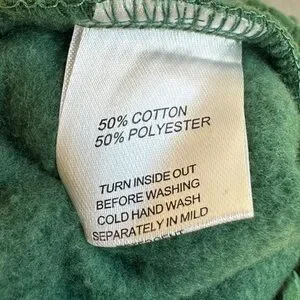 50% COTTON
50% POLYESTER
TURN INSIDE OUT
BEFORE WASHING
COLD HAND WASH
SEPARATELY IN MILD